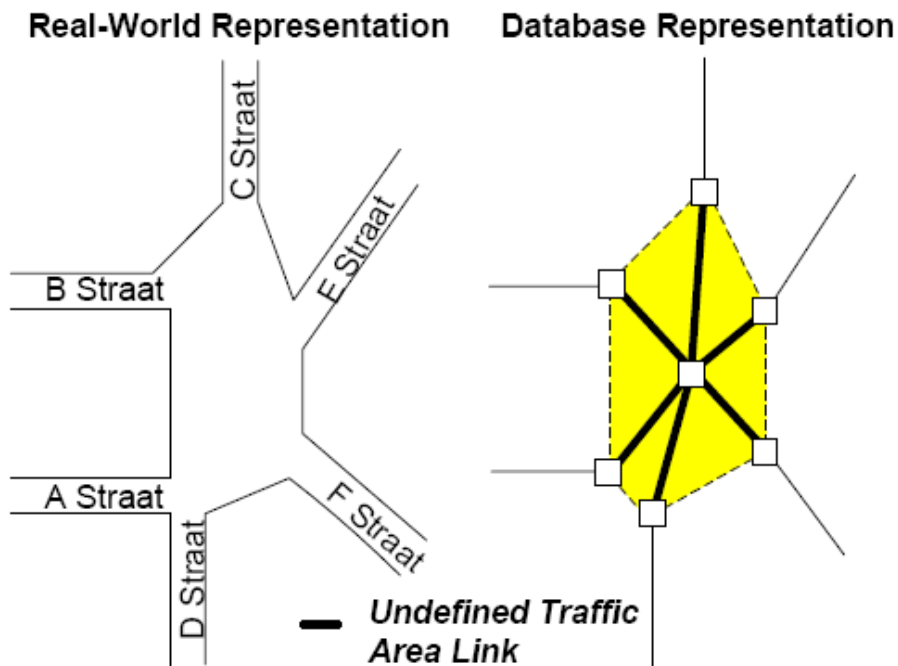 Real-World Representation
Database Representation
C Straat
E Straat
B Straat
A Straat
F Straat
D Straat
Undefined Traffic
Area Link